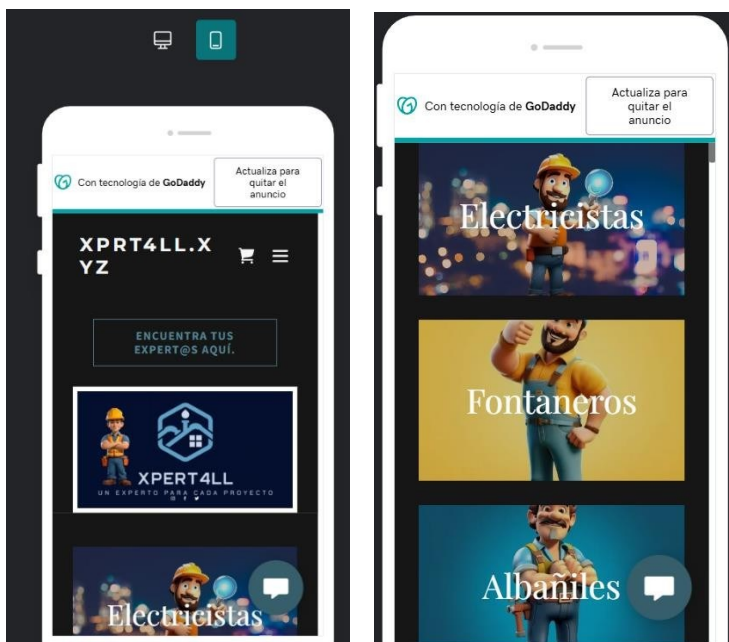 Con tecnología de GoDaddy
Actualiza para
quitar el
anuncio
XPRT4LL.X
YZ
ENCUENTRA TUS
EXPERT@S AQUÍ.
XPERT4LL
UN EXPERTO PARA CADA PROYECTO
Electricistas
Con tecnología de GoDaddy
Actualiza para
quitar el
anuncio
Electricistas
Fontaneros
Albañiles